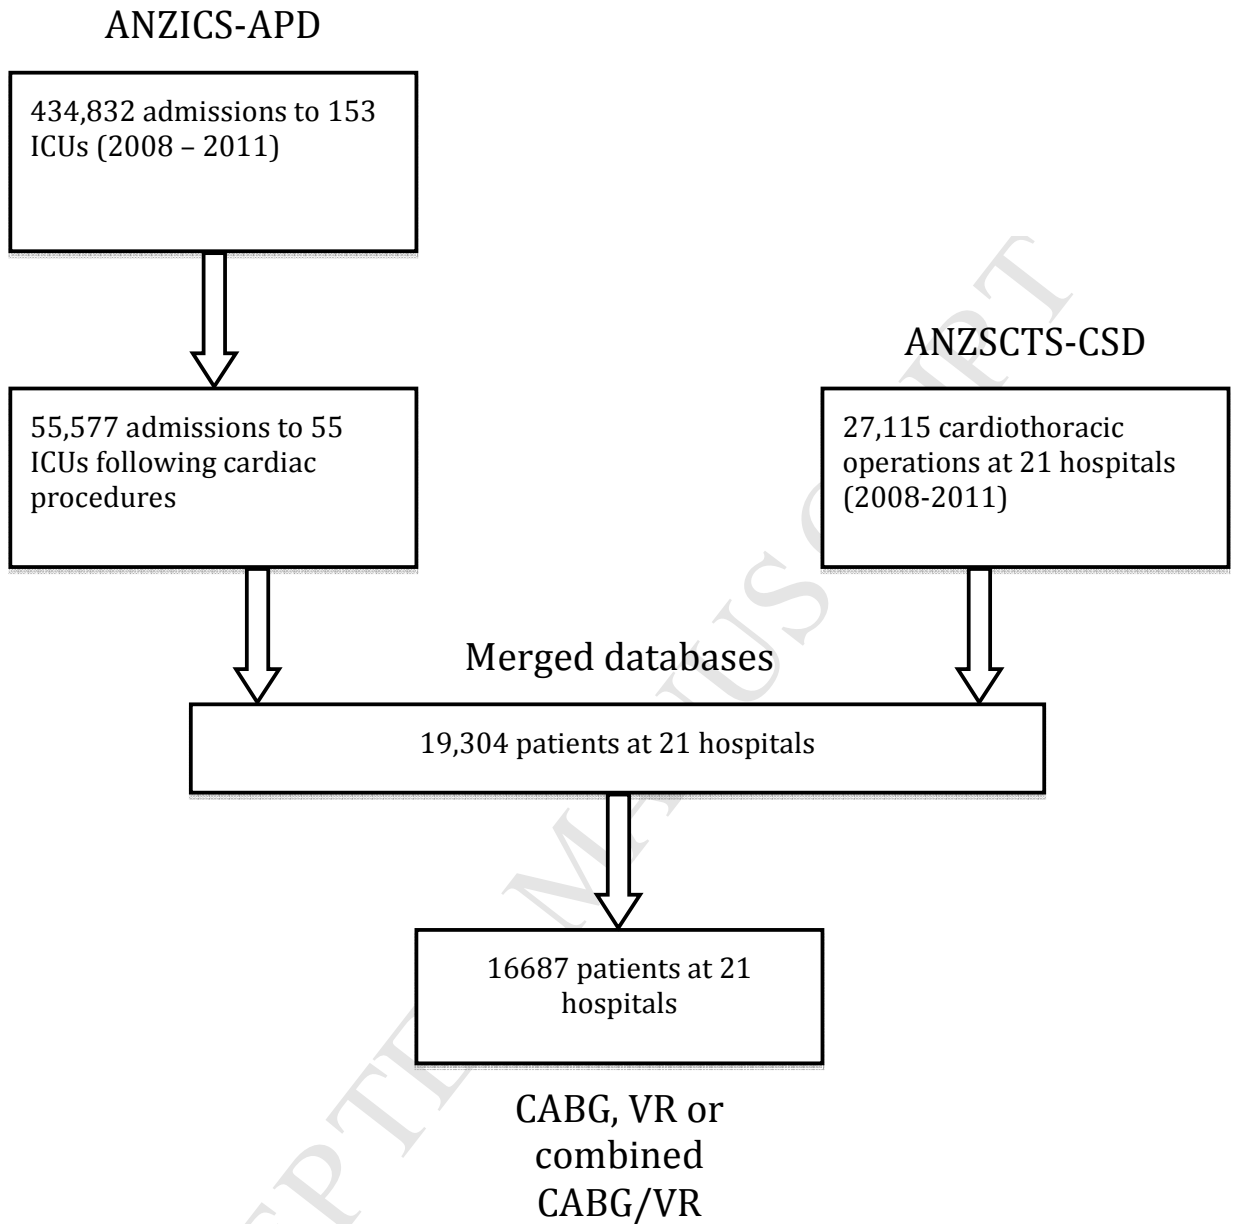 ANZICS-APD
434,832 admissions to 153
ICUs (2008 – 2011)
ANZSCTS-CSD
55,577 admissions to 55
ICUs following cardiac
procedures
27,115 cardiothoracic
operations at 21 hospitals
(2008-2011)
Merged databases
19,304 patients at 21 hospitals
16687 patients at 21
hospitals
CABG, VR or
combined
CABG/VR